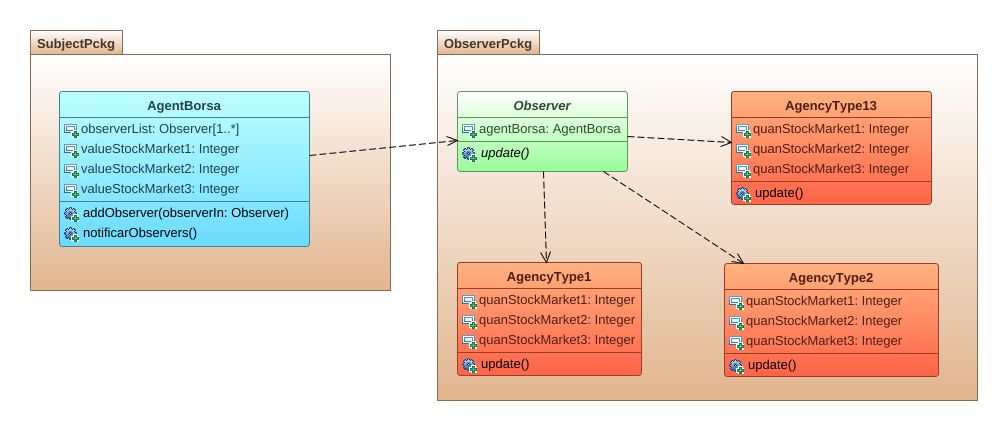 SubjectPckg
AgentBorsa
observerList: Observer[1..*]
valueStockMarket1: Integer
valueStockMarket2: Integer
valueStockMarket3: Integer
addObserver(observerIn: Observer)
notificarObservers()
ObserverPckg
Observer
agentBorsa: AgentBorsa
update()
AgencyType13
quanStockMarket1: Integer
quanStockMarket2: Integer
quanStockMarket3: Integer
update()
AgencyType1
quanStockMarket1: Integer
quanStockMarket2: Integer
quanStockMarket3: Integer
update()
AgencyType2
quanStockMarket1: Integer
quanStockMarket2: Integer
quanStockMarket3: Integer
update()